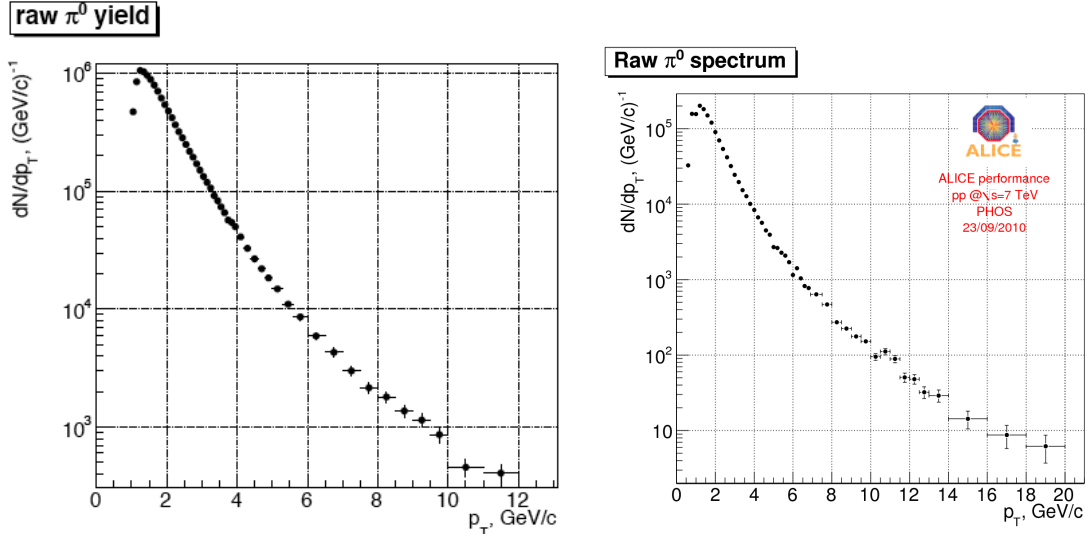 raw π⁰ yield
dN/dp_T, (GeV/c)⁻¹
10⁶
10⁵
10⁴
10³
0 2 4 6 8 10 12
p_T, GeV/c
Raw π⁰ spectrum
dN/dp_T, (GeV/c)⁻¹
10⁵
10⁴
10³
10²
10
ALICE
ALICE performance
pp @\s=7 TeV
PHOS
23/09/2010
0 2 4 6 8 10 12 14 16 18 20
p_T, GeV/c